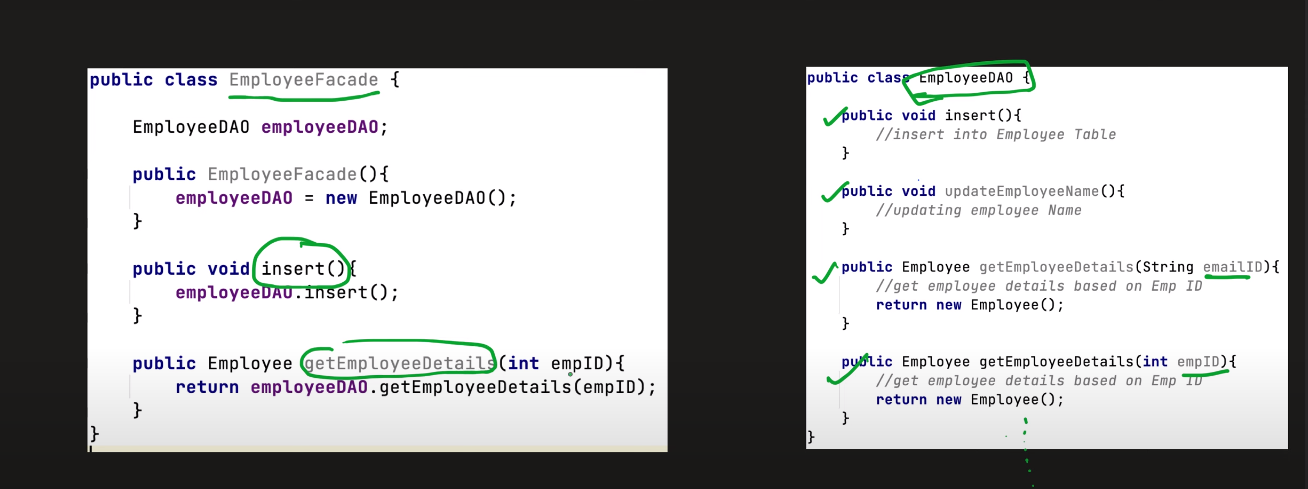 public class EmployeeFacade {
EmployeeDAO employeeDAO;
public EmployeeFacade(){
employeeDAO = new EmployeeDAO();
}
public void insert(){
employeeDAO.insert();
}
public Employee getEmployeeDetails(int empID){
return employeeDAO.getEmployeeDetails(empID);
}
}
public class EmployeeDAO {
public void insert(){
//insert into Employee Table
}
public void updateEmployeeName(){
//updating employee Name
}
public Employee getEmployeeDetails(String emailID){
//get employee details based on Emp ID
return new Employee();
}
public Employee getEmployeeDetails(int empID){
//get employee details based on Emp ID
return new Employee();
}
}